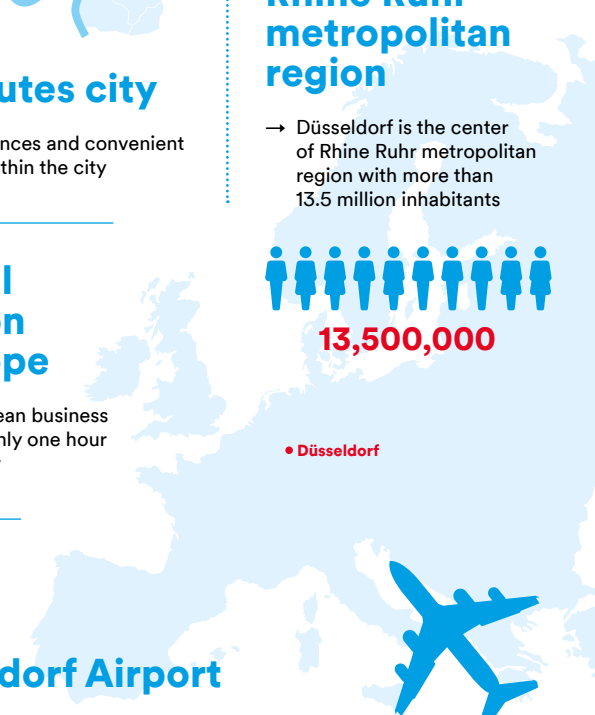 utes city
nces and convenient
thin the city
l
n
pe
ean business
nly one hour
Rhine Ruhr
metropolitan
region
→ Düsseldorf is the center
of Rhine Ruhr metropolitan
region with more than
13.5 million inhabitants
13,500,000
Düsseldorf
dorf Airport